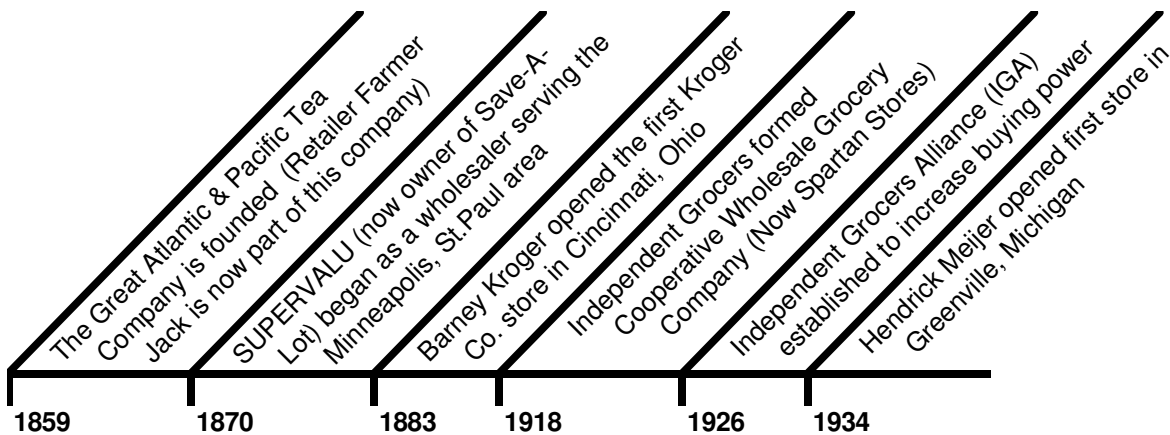 The Great Atlantic & Pacific Tea
Company is founded  (Retailer Farmer
Jack is now part of this company)
SUPERVALU (now owner of Save-A-
Lot) began as a wholesaler serving the
Minneapolis, St.Paul area
Barney Kroger opened the first Kroger
Co. store in Cincinnati, Ohio
Independent Grocers formed
Cooperative Wholesale Grocery
Company (Now Spartan Stores)
Independent Grocers Alliance (IGA)
established to increase buying power
Hendrick Meijer opened first store in
Greenville, Michigan
1859
1870
1883
1918
1926
1934